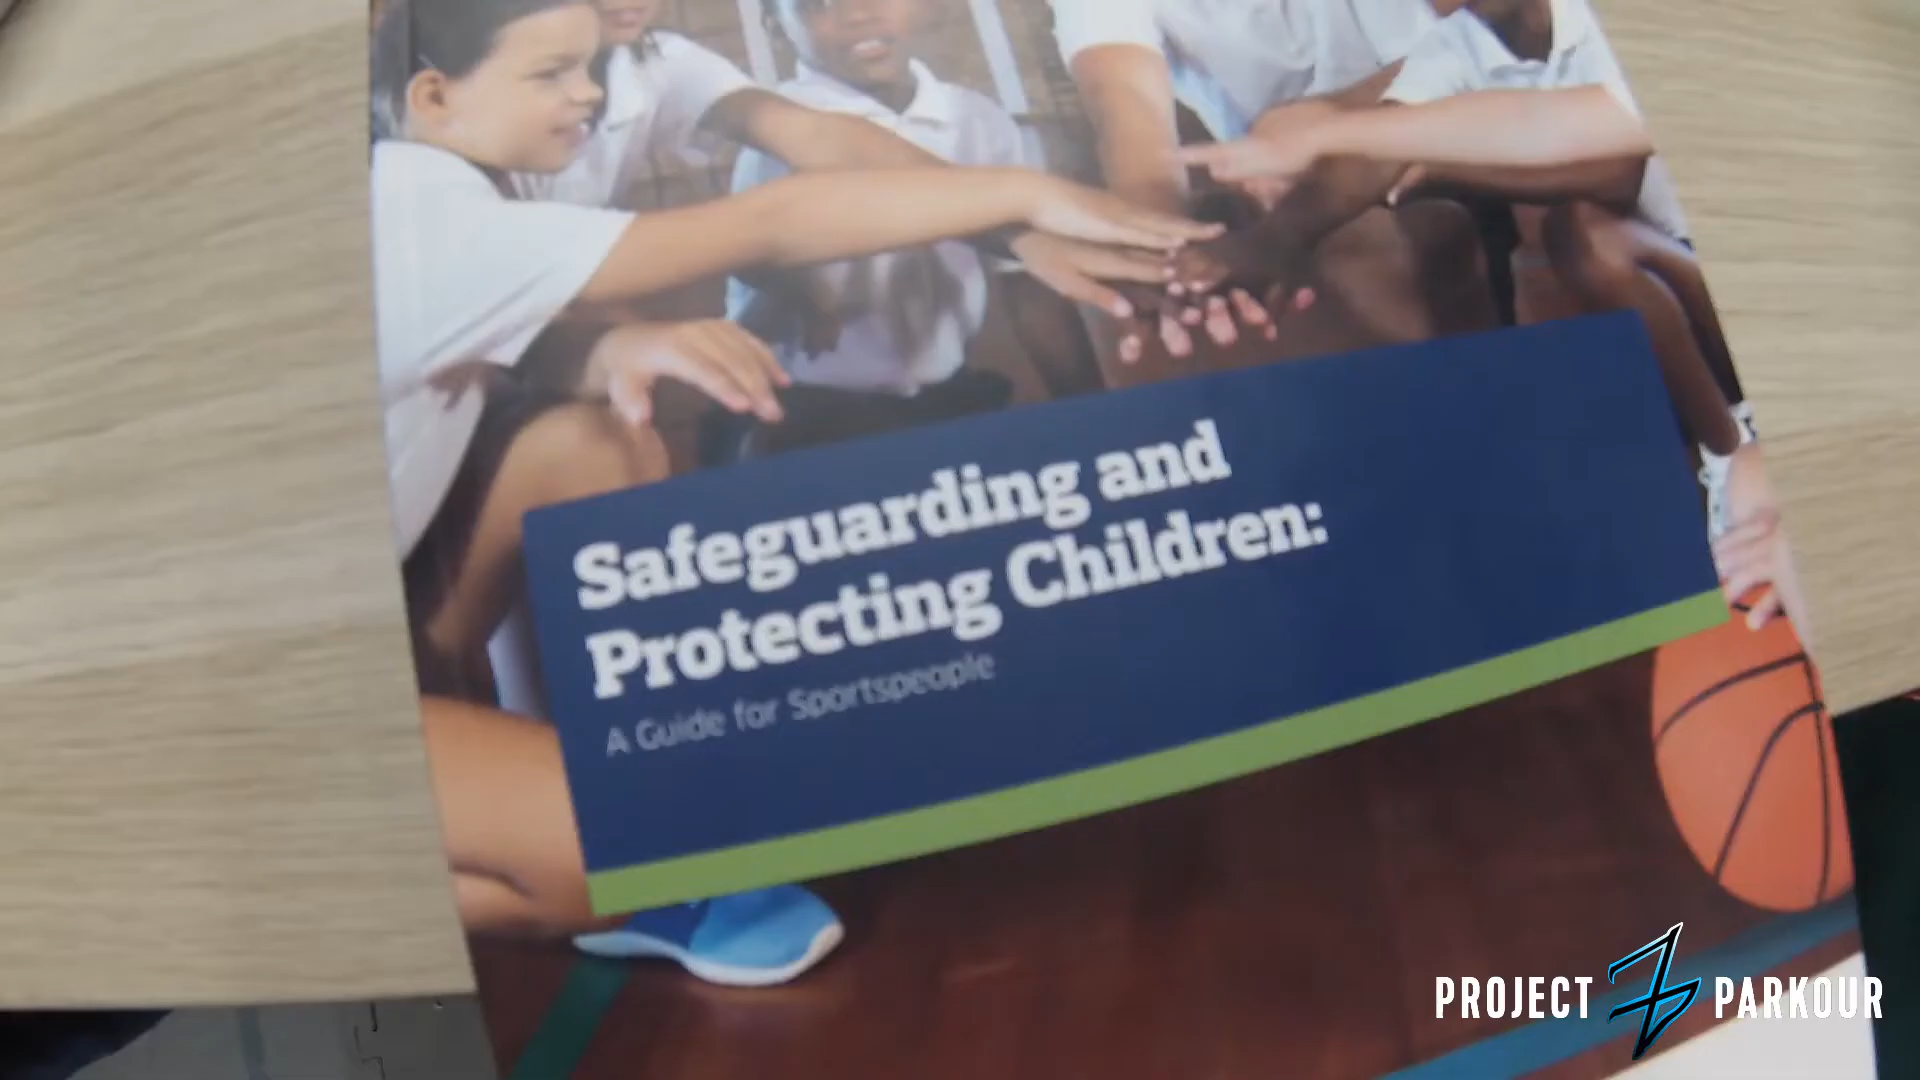 Safeguarding and
Protecting Children:
A Guide for Sportspeople
PROJECT PARKOUR